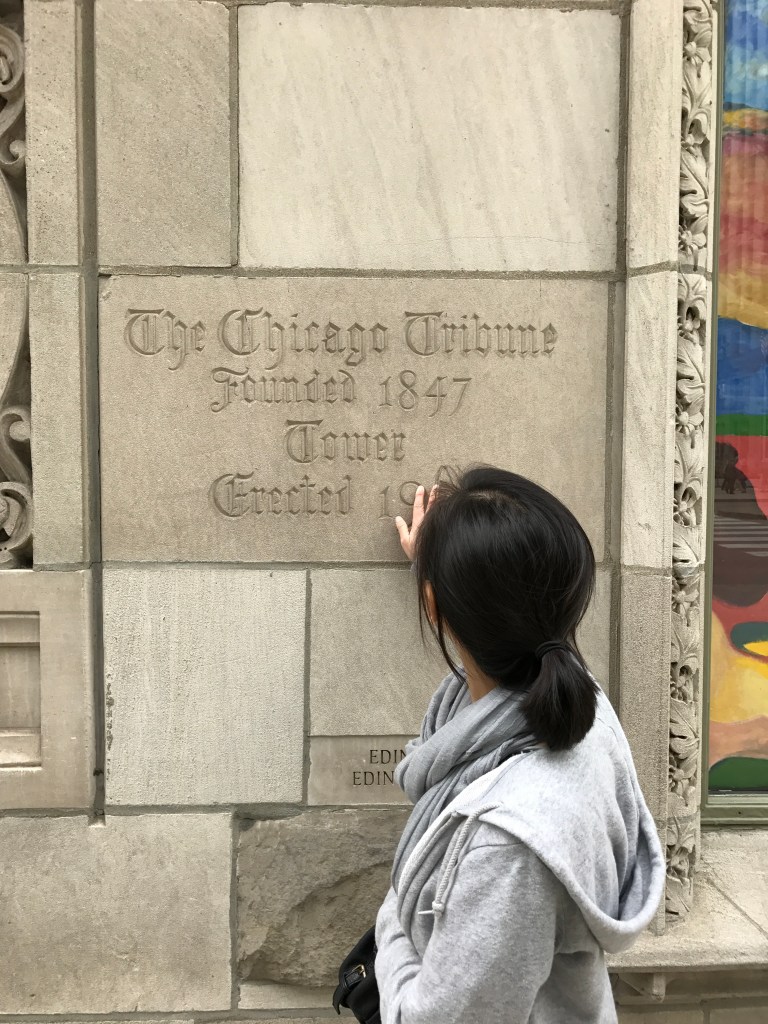 The Chicago Tribune
Founded 1847
Tower
Erected